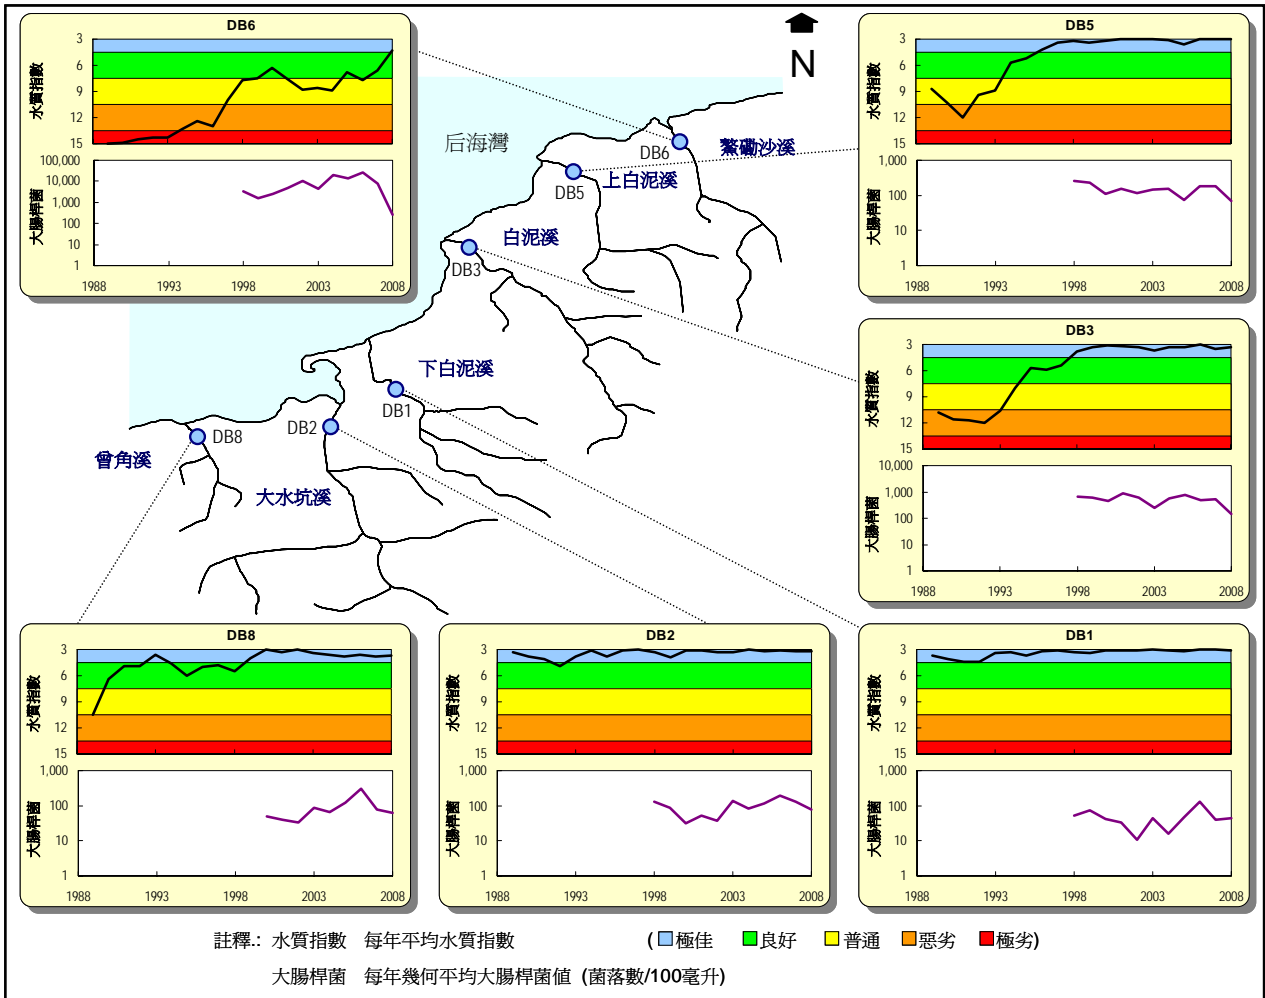 DB6
3
6
9
12
15
水質指數
100,000
10,000
1,000
100
10
1
大腸桿菌
1988 1993 1998 2003 2008
N
DB5
3
6
9
12
15
水質指數
1,000
100
10
1
大腸桿菌
1988 1993 1998 2003 2008
后海灣
DB6
鰲磡沙溪
DB5
上白泥溪
白泥溪
DB3
下白泥溪
DB1
DB2
DB8
曾角溪
大水坑溪
DB3
3
6
9
12
15
水質指數
10,000
1,000
100
10
1
大腸桿菌
1988 1993 1998 2003 2008
DB8
3
6
9
12
15
水質指數
1,000
100
10
1
大腸桿菌
1988 1993 1998 2003 2008
DB2
3
6
9
12
15
水質指數
1,000
100
10
1
大腸桿菌
1988 1993 1998 2003 2008
DB1
3
6
9
12
15
水質指數
1,000
100
10
1
大腸桿菌
1988 1993 1998 2003 2008
註釋.: 水質指數 每年平均水質指數 ( 極佳 良好 普通 惡劣 極劣)
大腸桿菌 每年幾何平均大腸桿菌值 (菌落數/100毫升)